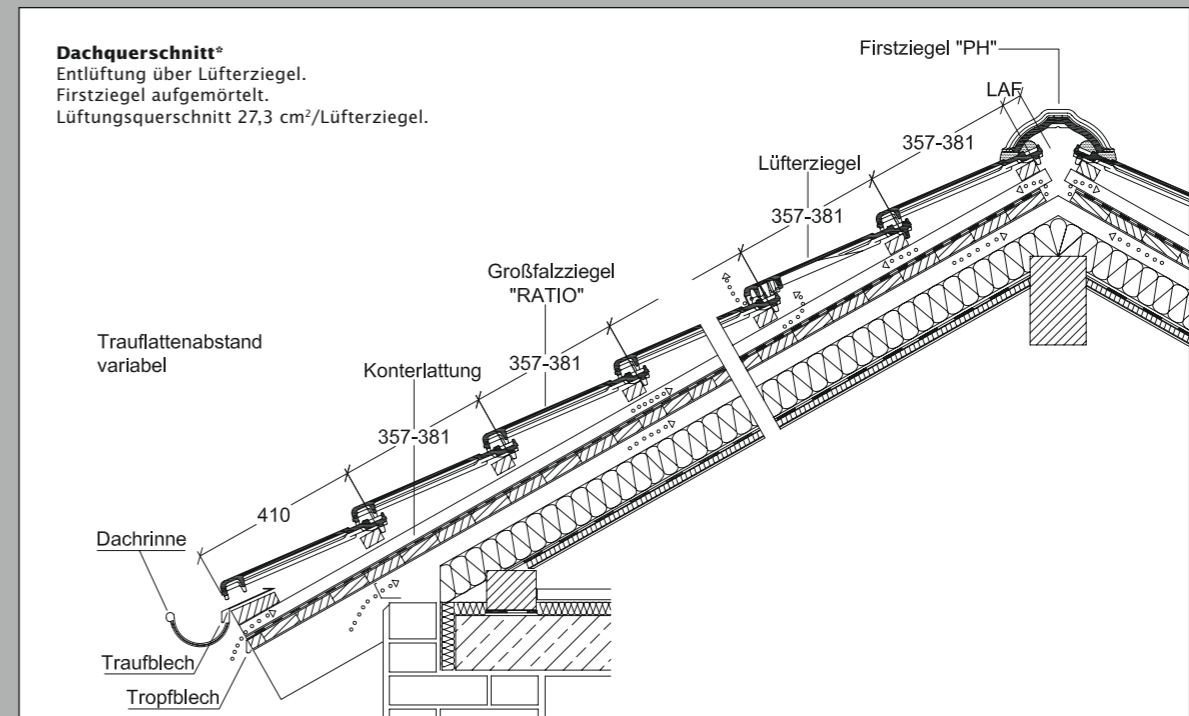 Dachquerschnitt*
Entlüftung über Lüfterziegel.
Firstziegel aufgemörtelt.
Lüftungsquerschnitt 27,3 cm²/Lüfterziegel.
Firstziegel "PH"
LAF
357-381
Lüfterziegel
357-381
Großfalzziegel
"RATIO"
357-381
Trauflattenabstand
variabel
Konterlattung
357-381
410
Dachrinne
Traufblech
Tropfblech